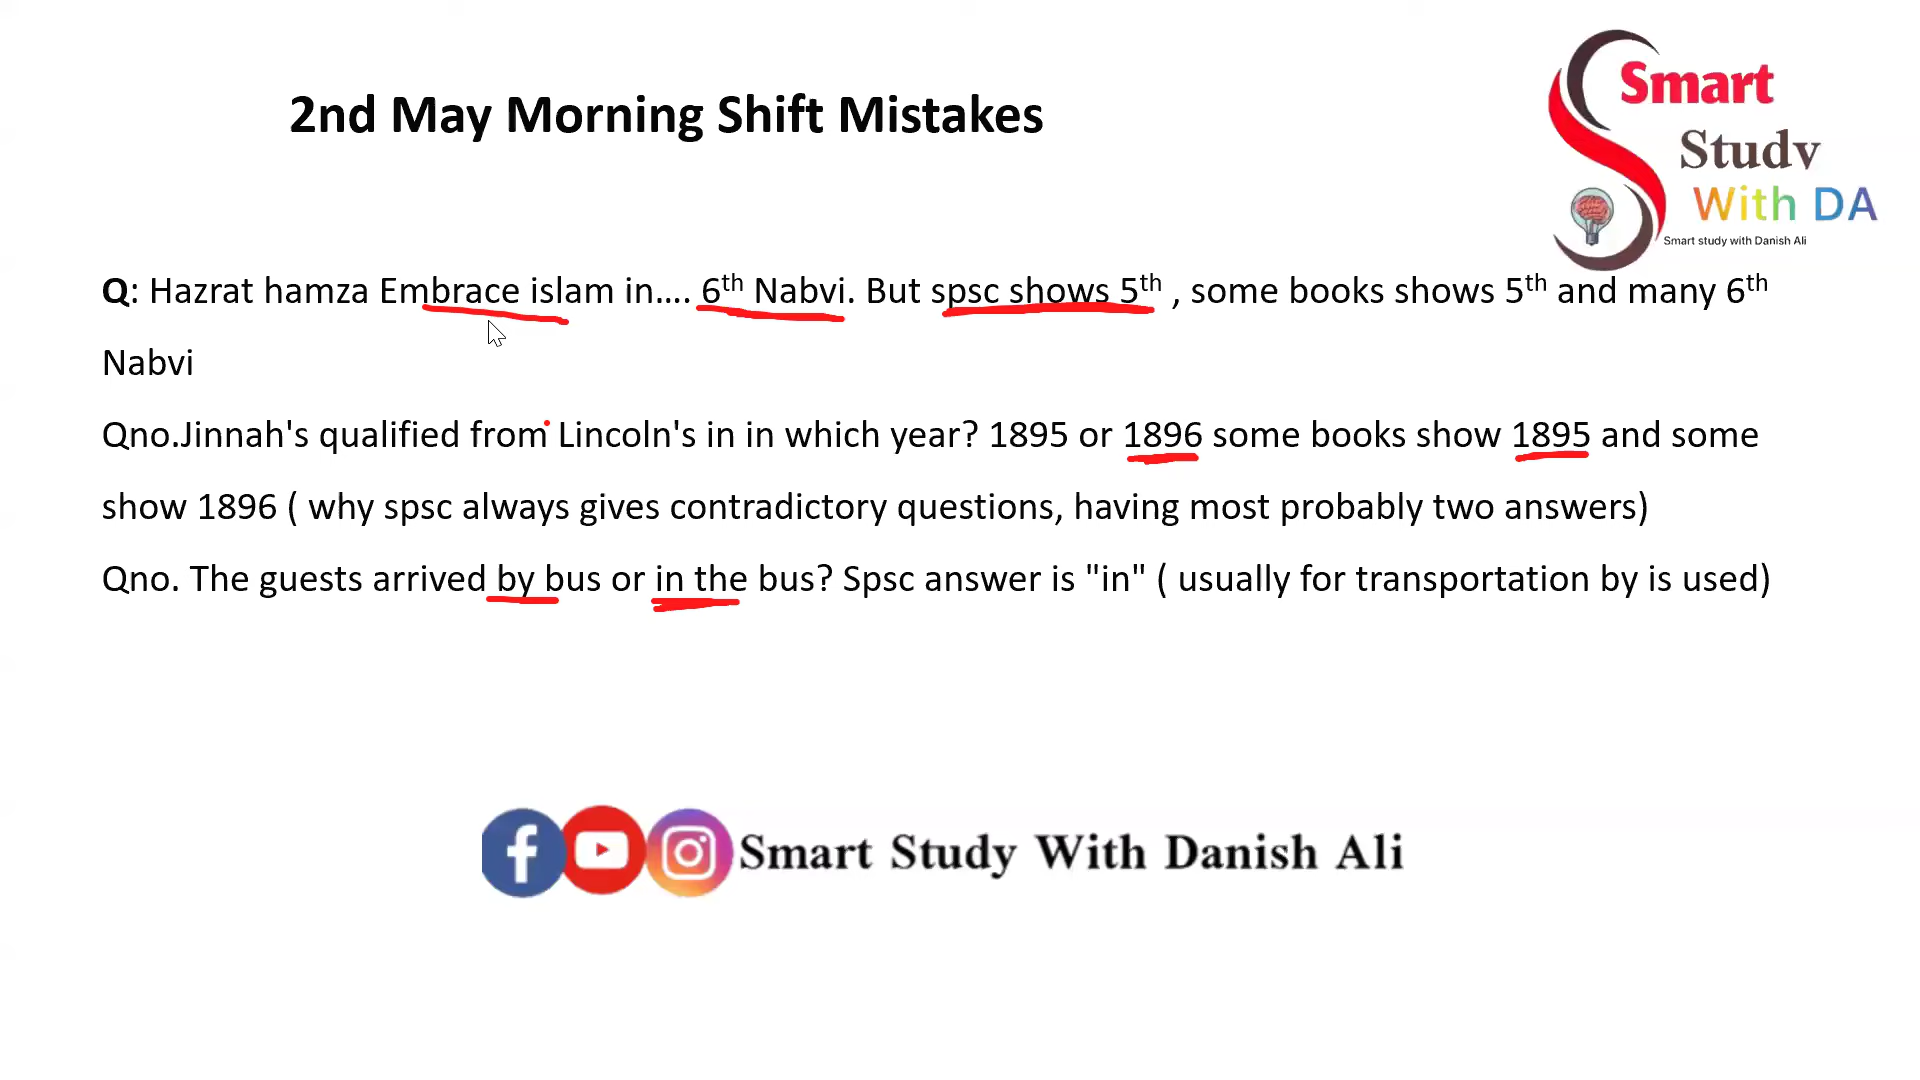 2nd May Morning Shift Mistakes
Smart
Study
With DA
Smart study with Danish Ali
Q: Hazrat hamza Embrace islam in…. 6th Nabvi. But spsc shows 5th , some books shows 5th and many 6th
Nabvi
Qno.Jinnah's qualified from Lincoln's in in which year? 1895 or 1896 some books show 1895 and some
show 1896 ( why spsc always gives contradictory questions, having most probably two answers)
Qno. The guests arrived by bus or in the bus? Spsc answer is "in" ( usually for transportation by is used)
Smart Study With Danish Ali